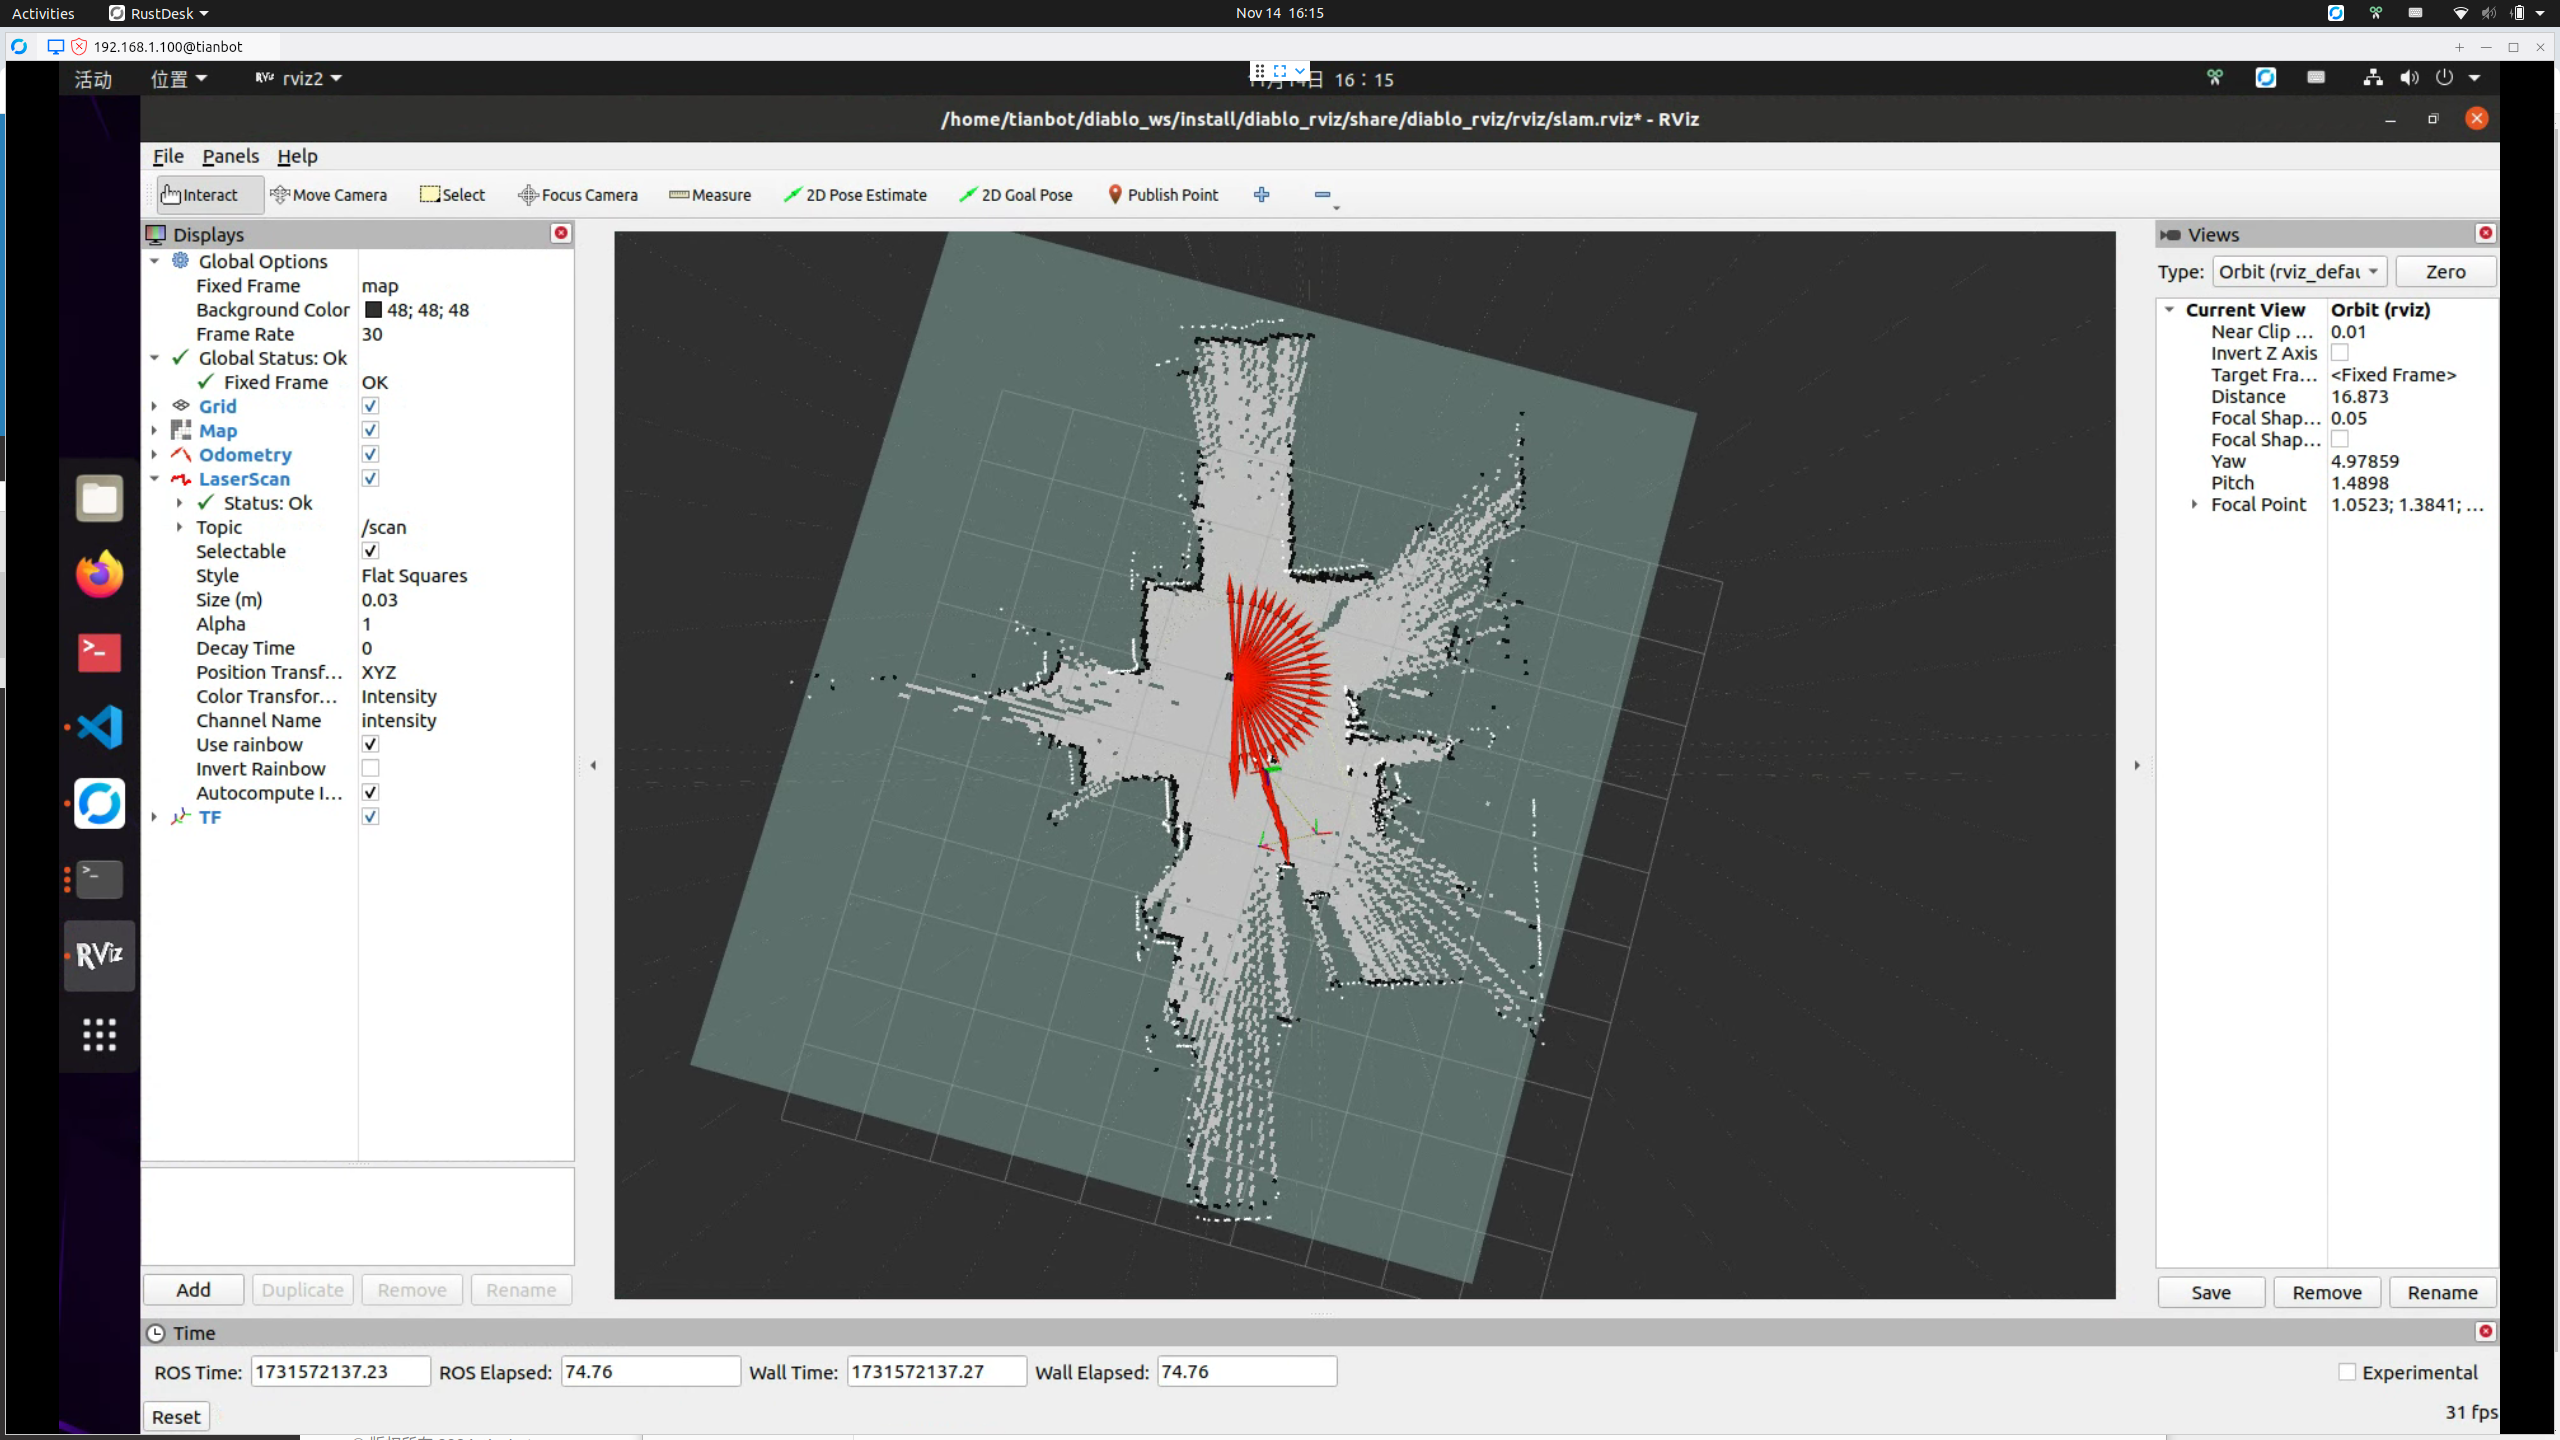 Activities RustDesk Nov 14 16:15
192.168.1.100@tianbot
活动 位置 rviz2 16：15
/home/tianbot/diablo_ws/install/diablo_rviz/share/diablo_rviz/rviz/slam.rviz* - RViz
File Panels Help
Interact Move Camera Select Focus Camera Measure 2D Pose Estimate 2D Goal Pose Publish Point
Displays
Global Options
Fixed Frame map
Background Color 48; 48; 48
Frame Rate 30
Global Status: Ok
Fixed Frame OK
Grid
Map
Odometry
LaserScan
Status: Ok
Topic /scan
Selectable
Style Flat Squares
Size (m) 0.03
Alpha 1
Decay Time 0
Position Transf... XYZ
Color Transfor... Intensity
Channel Name intensity
Use rainbow
Invert Rainbow
Autocompute I...
TF
Add Duplicate Remove Rename
RViz
Views
Type: Orbit (rviz_defau Zero
Current View Orbit (rviz)
Near Clip ... 0.01
Invert Z Axis
Target Fra... <Fixed Frame>
Distance 16.873
Focal Shap... 0.05
Focal Shap...
Yaw 4.97859
Pitch 1.4898
Focal Point 1.0523; 1.3841; ...
Save Remove Rename
Time
ROS Time: 1731572137.23 ROS Elapsed: 74.76 Wall Time: 1731572137.27 Wall Elapsed: 74.76 Experimental
Reset 31 fps